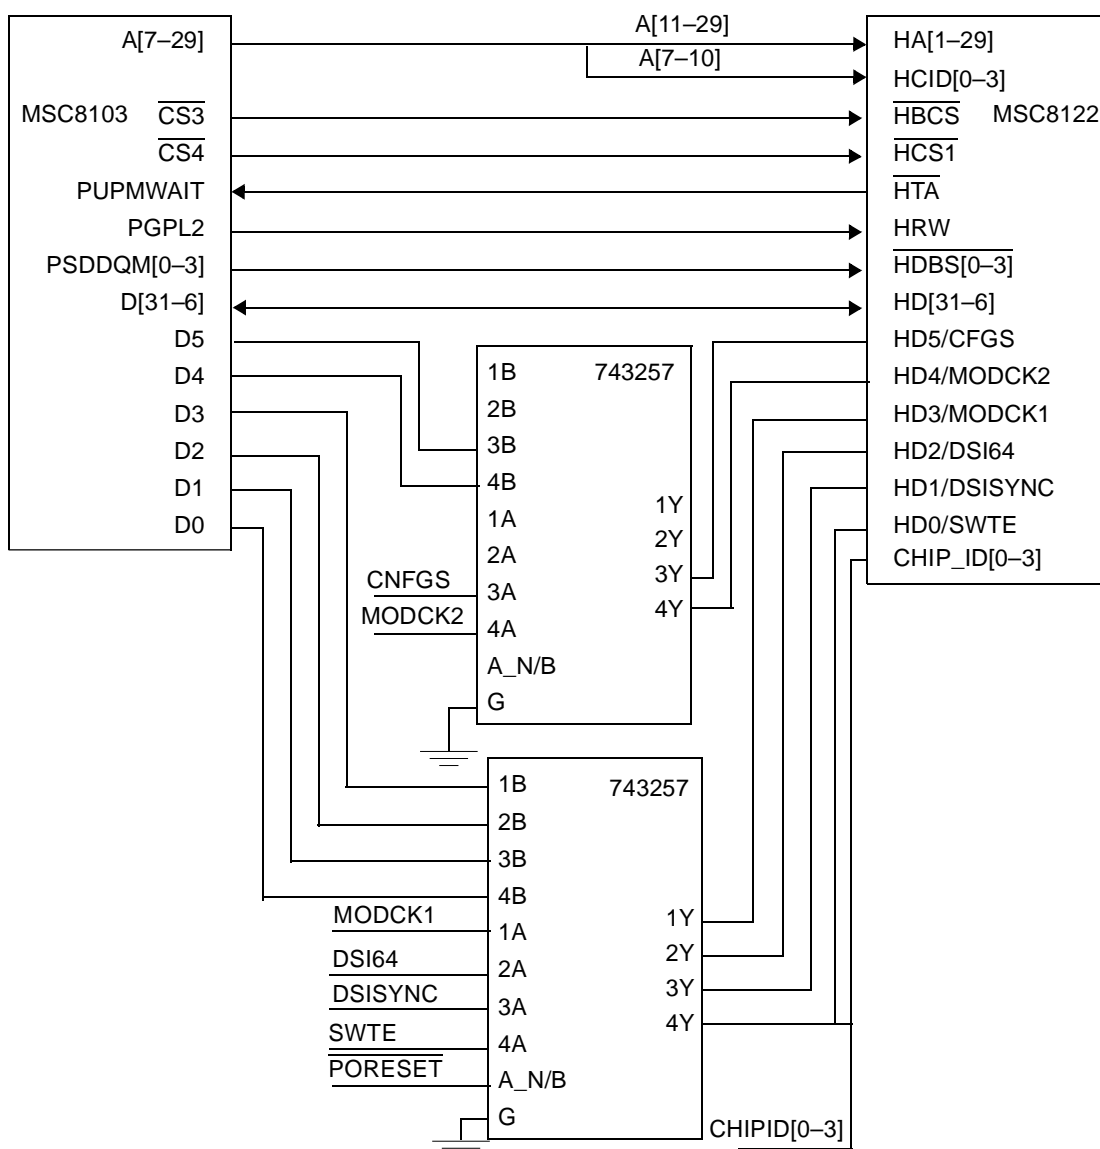 A[7–29]
A[11–29]
HA[1–29]
A[7–10]
HCID[0–3]
MSC8103
CS3
HBCS
MSC8122
CS4
HCS1
PUPMWAIT
HTA
PGPL2
HRW
PSDDQM[0–3]
HDBS[0–3]
D[31–6]
HD[31–6]
D5
HD5/CFGS
D4
HD4/MODCK2
D3
HD3/MODCK1
D2
HD2/DSI64
D1
HD1/DSISYNC
D0
HD0/SWTE
CHIP_ID[0–3]
1B
743257
2B
3B
4B
1A
2A
3A
4A
A_N/B
G
1Y
2Y
3Y
4Y
CNFGS
MODCK2
1B
743257
2B
3B
4B
1A
2A
3A
4A
A_N/B
G
1Y
2Y
3Y
4Y
MODCK1
DSI64
DSISYNC
SWTE
PORESET
CHIPID[0–3]